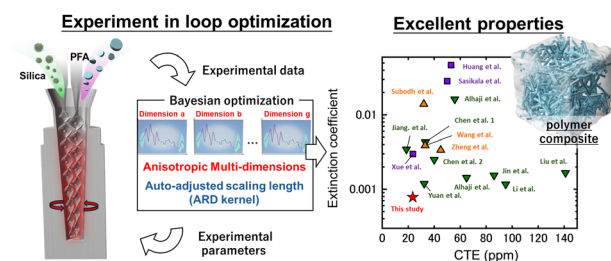 Experiment in loop optimization
PFA
Silica
Experimental data
Bayesian optimization
Dimension a
Dimension b
...
Dimension g
Anisotropic Multi-dimensions
Auto-adjusted scaling length
(ARD kernel)
Experimental
parameters
Excellent properties
Extinction coefficient
0.01
0.001
0 20 40 60 80 100 120 140
CTE (ppm)
Huang et al.
Sasikala et al.
Subodh et al.
Alhaji et al.
Chen et al. 1
Jiang. et al.
Wang et al.
Zheng et al.
Xue et al.
Chen et al. 2
Alhaji et al.
Jin et al.
Liu et al.
Li et al.
Yuan et al.
This study
polymer
composite